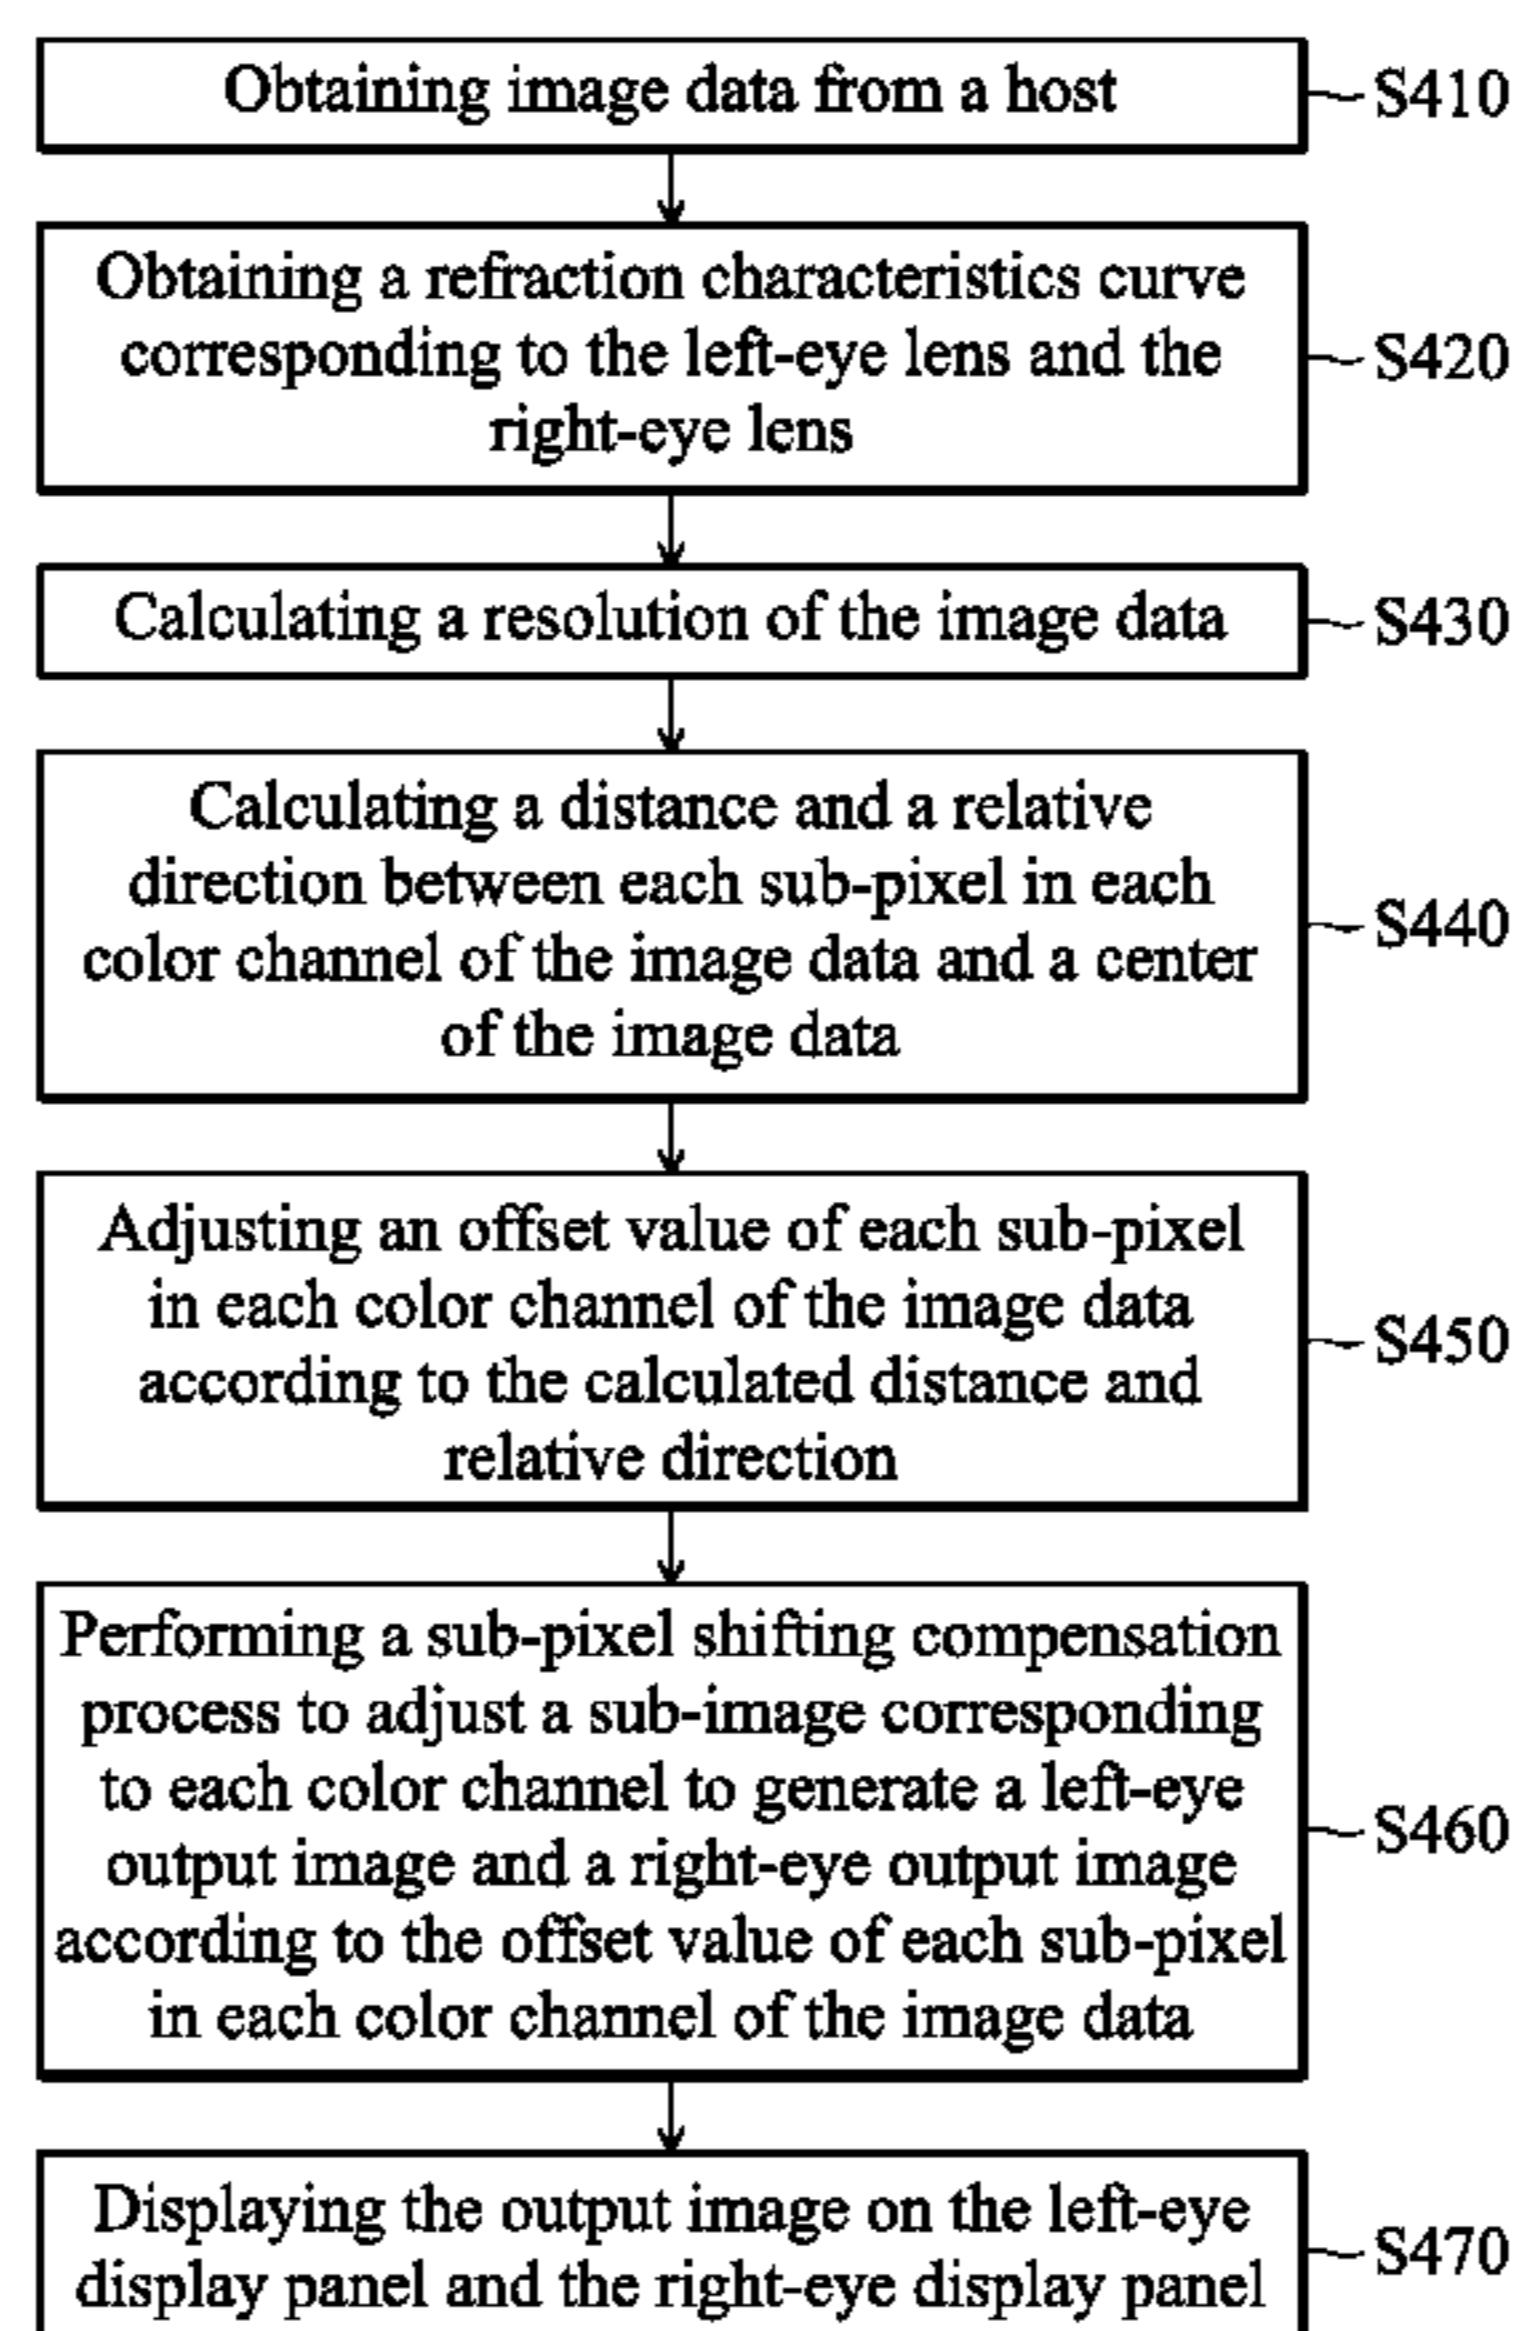 Obtaining image data from a host
S410
Obtaining a refraction characteristics curve
corresponding to the left-eye lens and the
right-eye lens
S420
Calculating a resolution of the image data
S430
Calculating a distance and a relative
direction between each sub-pixel in each
color channel of the image data and a center
of the image data
S440
Adjusting an offset value of each sub-pixel
in each color channel of the image data
according to the calculated distance and
relative direction
S450
Performing a sub-pixel shifting compensation
process to adjust a sub-image corresponding
to each color channel to generate a left-eye
output image and a right-eye output image
according to the offset value of each sub-pixel
in each color channel of the image data
S460
Displaying the output image on the left-eye
display panel and the right-eye display panel
S470